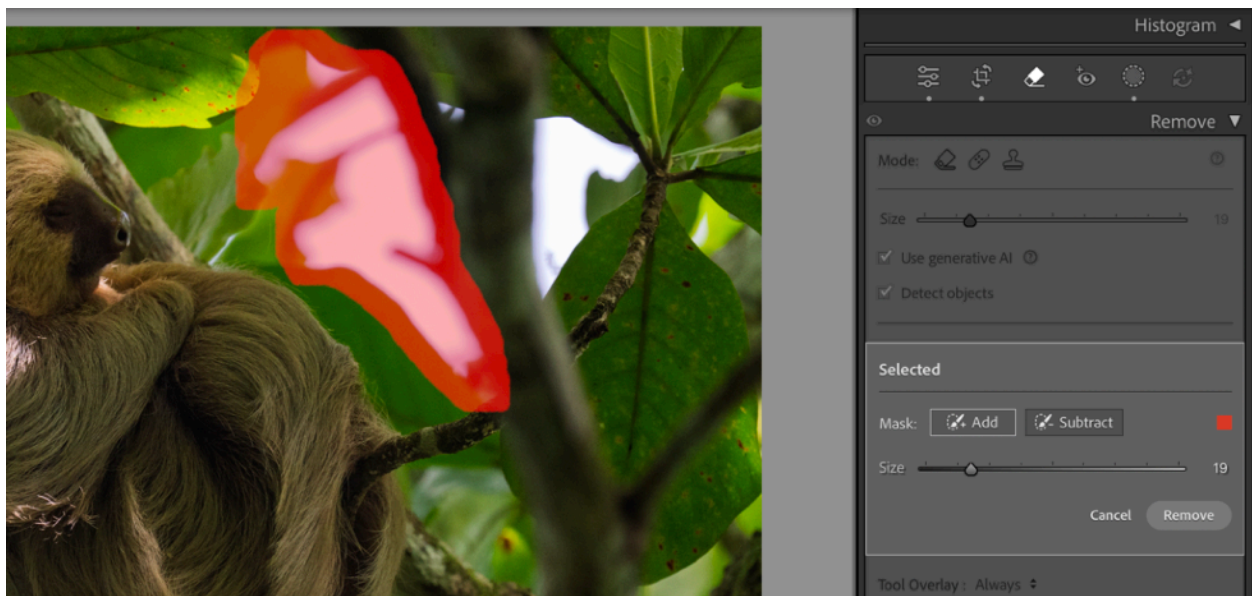 Histogram
Remove
Mode:
Size 19
Use generative AI
Detect objects
Selected
Mask: Add Subtract
Size 19
Cancel Remove
Tool Overlay : Always